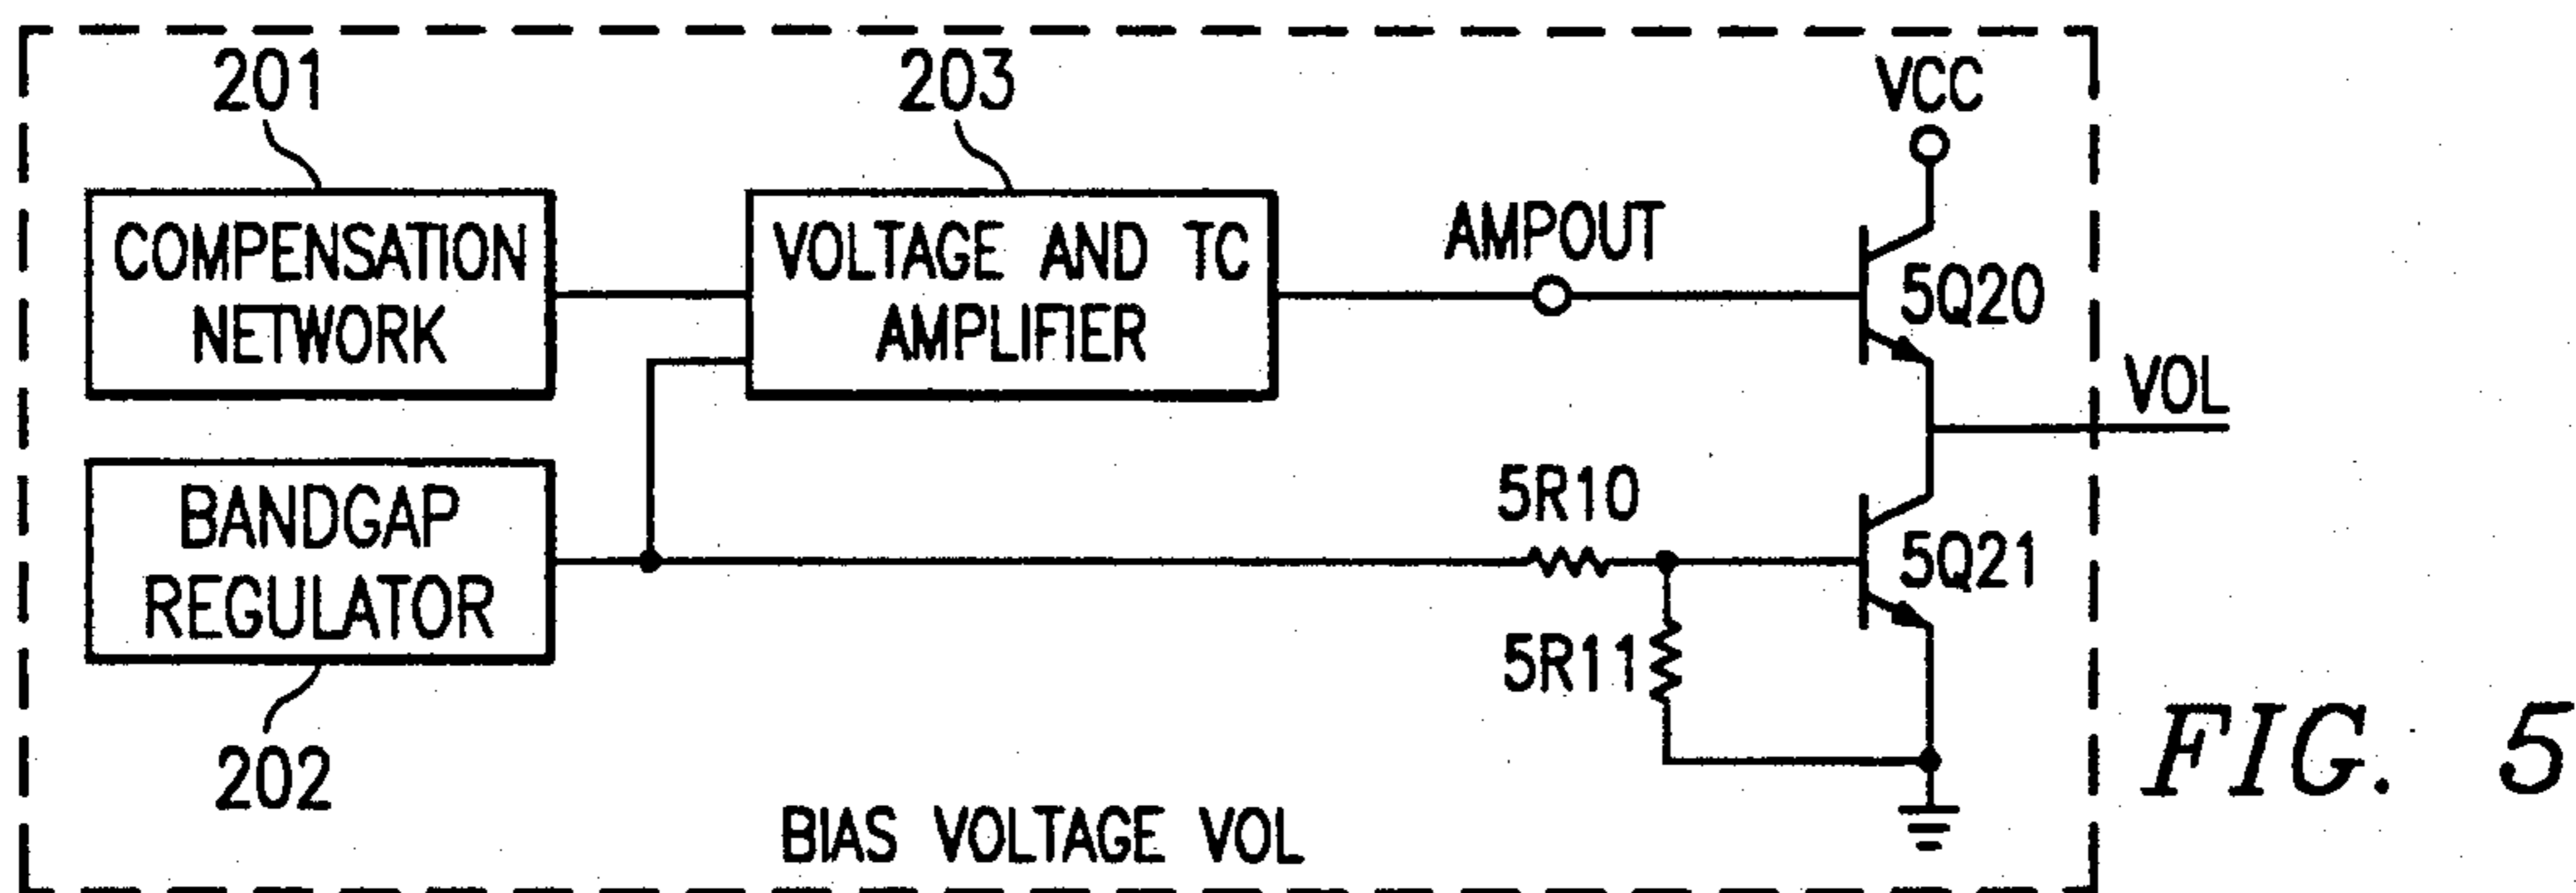 201
203
VCC
COMPENSATION
NETWORK
VOLTAGE AND TC
AMPLIFIER
AMPOUT
5Q20
VOL
BANDGAP
REGULATOR
5R10
5Q21
5R11
202
BIAS VOLTAGE VOL
FIG. 5